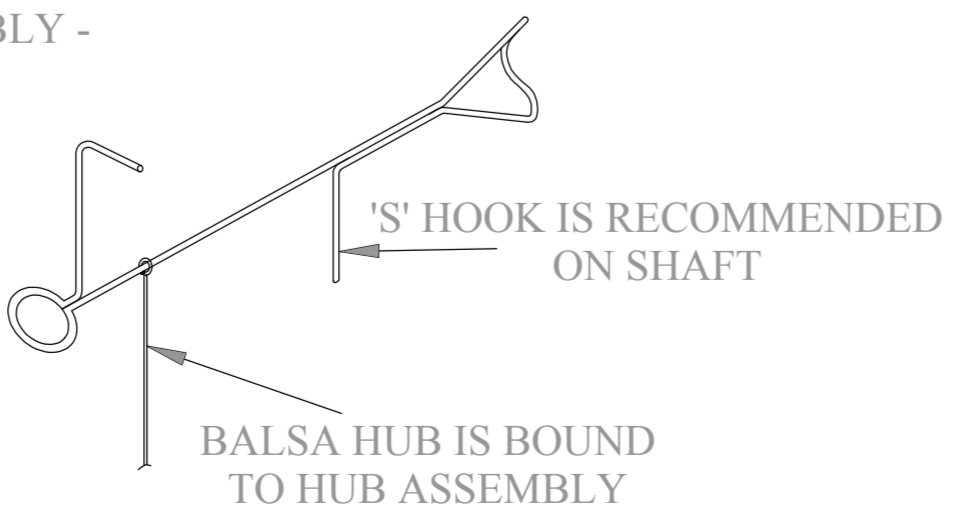 BLY -
'S' HOOK IS RECOMMENDED
ON SHAFT
BALSA HUB IS BOUND
TO HUB ASSEMBLY